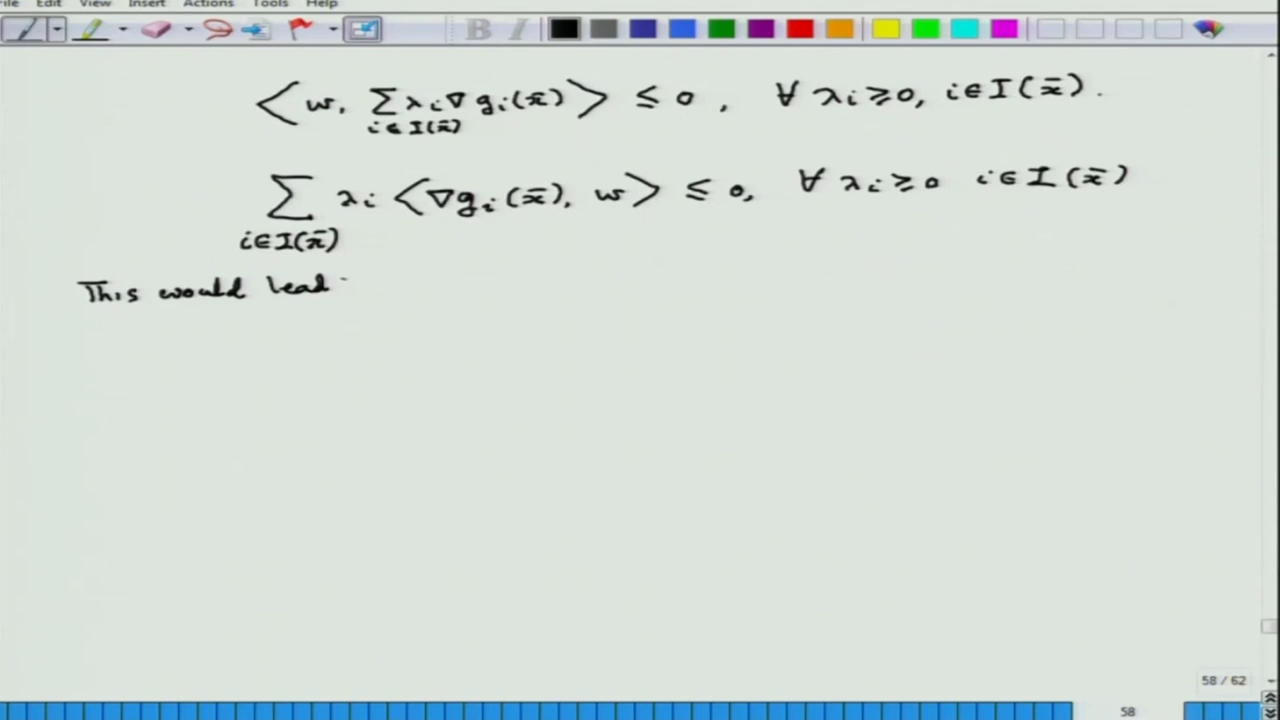 File Edit View Insert Actions Tools Help
B I
⟨w, ∑ λi ∇gi(x̄)⟩ ≤ 0, ∀ λi ≥ 0, i ∈ I(x̄).
i ∈ I(x̄)
∑ λi ⟨∇gi(x̄), w⟩ ≤ 0, ∀ λi ≥ 0 i ∈ I(x̄)
i ∈ I(x̄)
This would lead
58 / 62
58